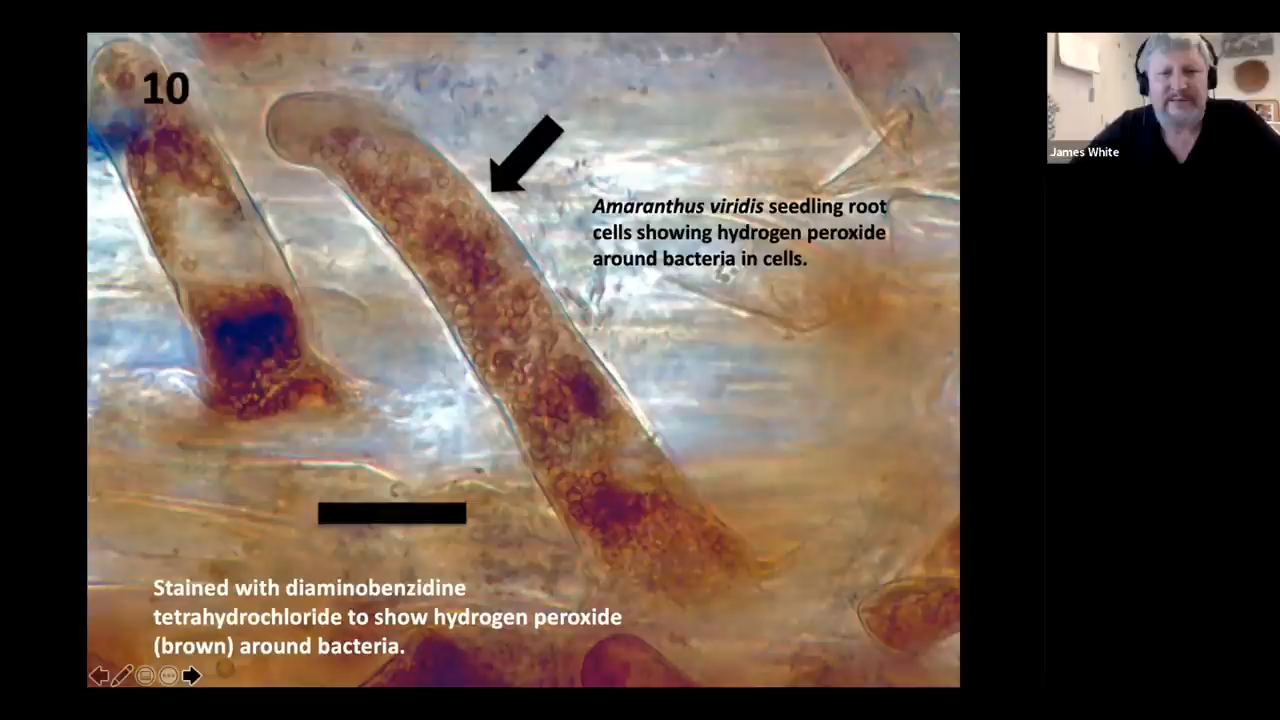 10
Amaranthus viridis seedling root
cells showing hydrogen peroxide
around bacteria in cells.
Stained with diaminobenzidine
tetrahydrochloride to show hydrogen peroxide
(brown) around bacteria.
James White